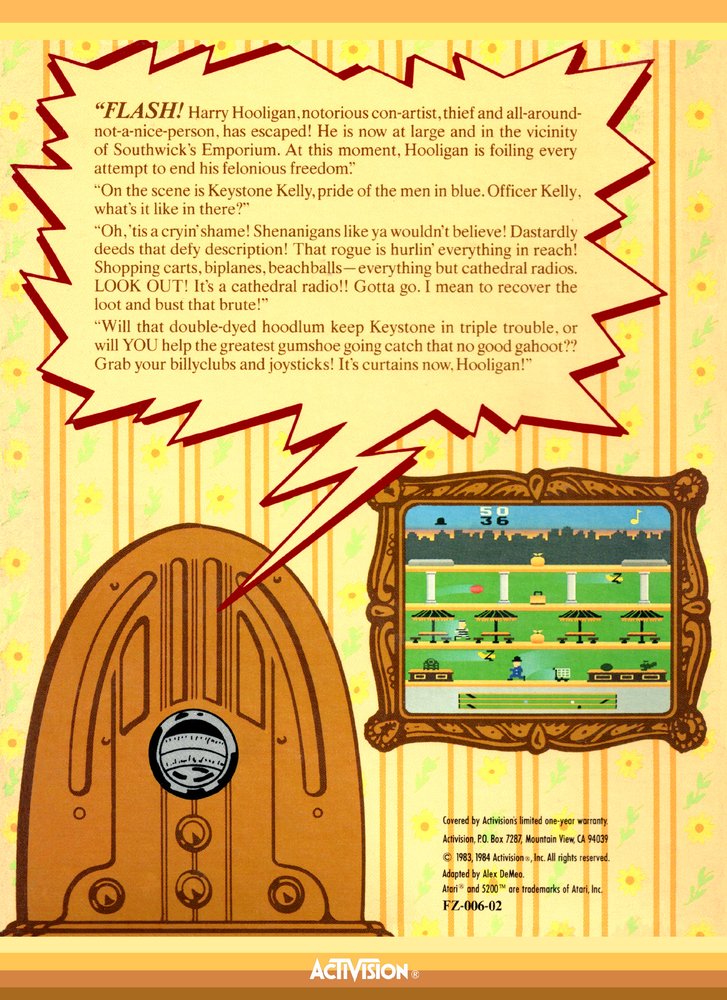 “FLASH! Harry Hooligan, notorious con-artist, thief and all-around-
not-a-nice-person, has escaped! He is now at large and in the vicinity
of Southwick's Emporium. At this moment, Hooligan is foiling every
attempt to end his felonious freedom.”
“On the scene is Keystone Kelly, pride of the men in blue. Officer Kelly,
what's it like in there?”
“Oh, 'tis a cryin' shame! Shenanigans like ya wouldn't believe! Dastardly
deeds that defy description! That rogue is hurlin' everything in reach!
Shopping carts, biplanes, beachballs—everything but cathedral radios.
LOOK OUT! It's a cathedral radio!! Gotta go. I mean to recover the
loot and bust that brute!”
“Will that double-dyed hoodlum keep Keystone in triple trouble, or
will YOU help the greatest gumshoe going catch that no good gahoot??
Grab your billyclubs and joysticks! It's curtains now, Hooligan!”
50
36
Covered by Activision's limited one-year warranty.
Activision, P.O. Box 7287, Mountain View, CA 94039
© 1983, 1984 Activision ®, Inc. All rights reserved.
Adapted by Alex DeMeo.
Atari® and 5200™ are trademarks of Atari, Inc.
FZ-006-02
ACTIVISION ®